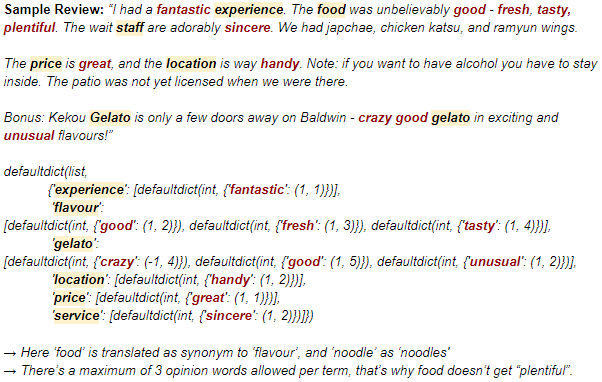 Sample Review: “I had a fantastic experience. The food was unbelievably good - fresh, tasty,
plentiful. The wait staff are adorably sincere. We had japchae, chicken katsu, and ramyun wings.
The price is great, and the location is way handy. Note: if you want to have alcohol you have to stay
inside. The patio was not yet licensed when we were there.
Bonus: Kekou Gelato is only a few doors away on Baldwin - crazy good gelato in exciting and
unusual flavours!”
defaultdict(list,
{'experience': [defaultdict(int, {'fantastic': (1, 1)})],
'flavour':
[defaultdict(int, {'good': (1, 2)}), defaultdict(int, {'fresh': (1, 3)}), defaultdict(int, {'tasty': (1, 4)})],
'gelato':
[defaultdict(int, {'crazy': (-1, 4)}), defaultdict(int, {'good': (1, 5)}), defaultdict(int, {'unusual': (1, 2)})],
'location': [defaultdict(int, {'handy': (1, 2)})],
'price': [defaultdict(int, {'great': (1, 1)})],
'service': [defaultdict(int, {'sincere': (1, 2)})]})
→ Here ‘food’ is translated as synonym to ‘flavour’, and ‘noodle’ as ‘noodles'
→ There’s a maximum of 3 opinion words allowed per term, that’s why food doesn’t get “plentiful”.